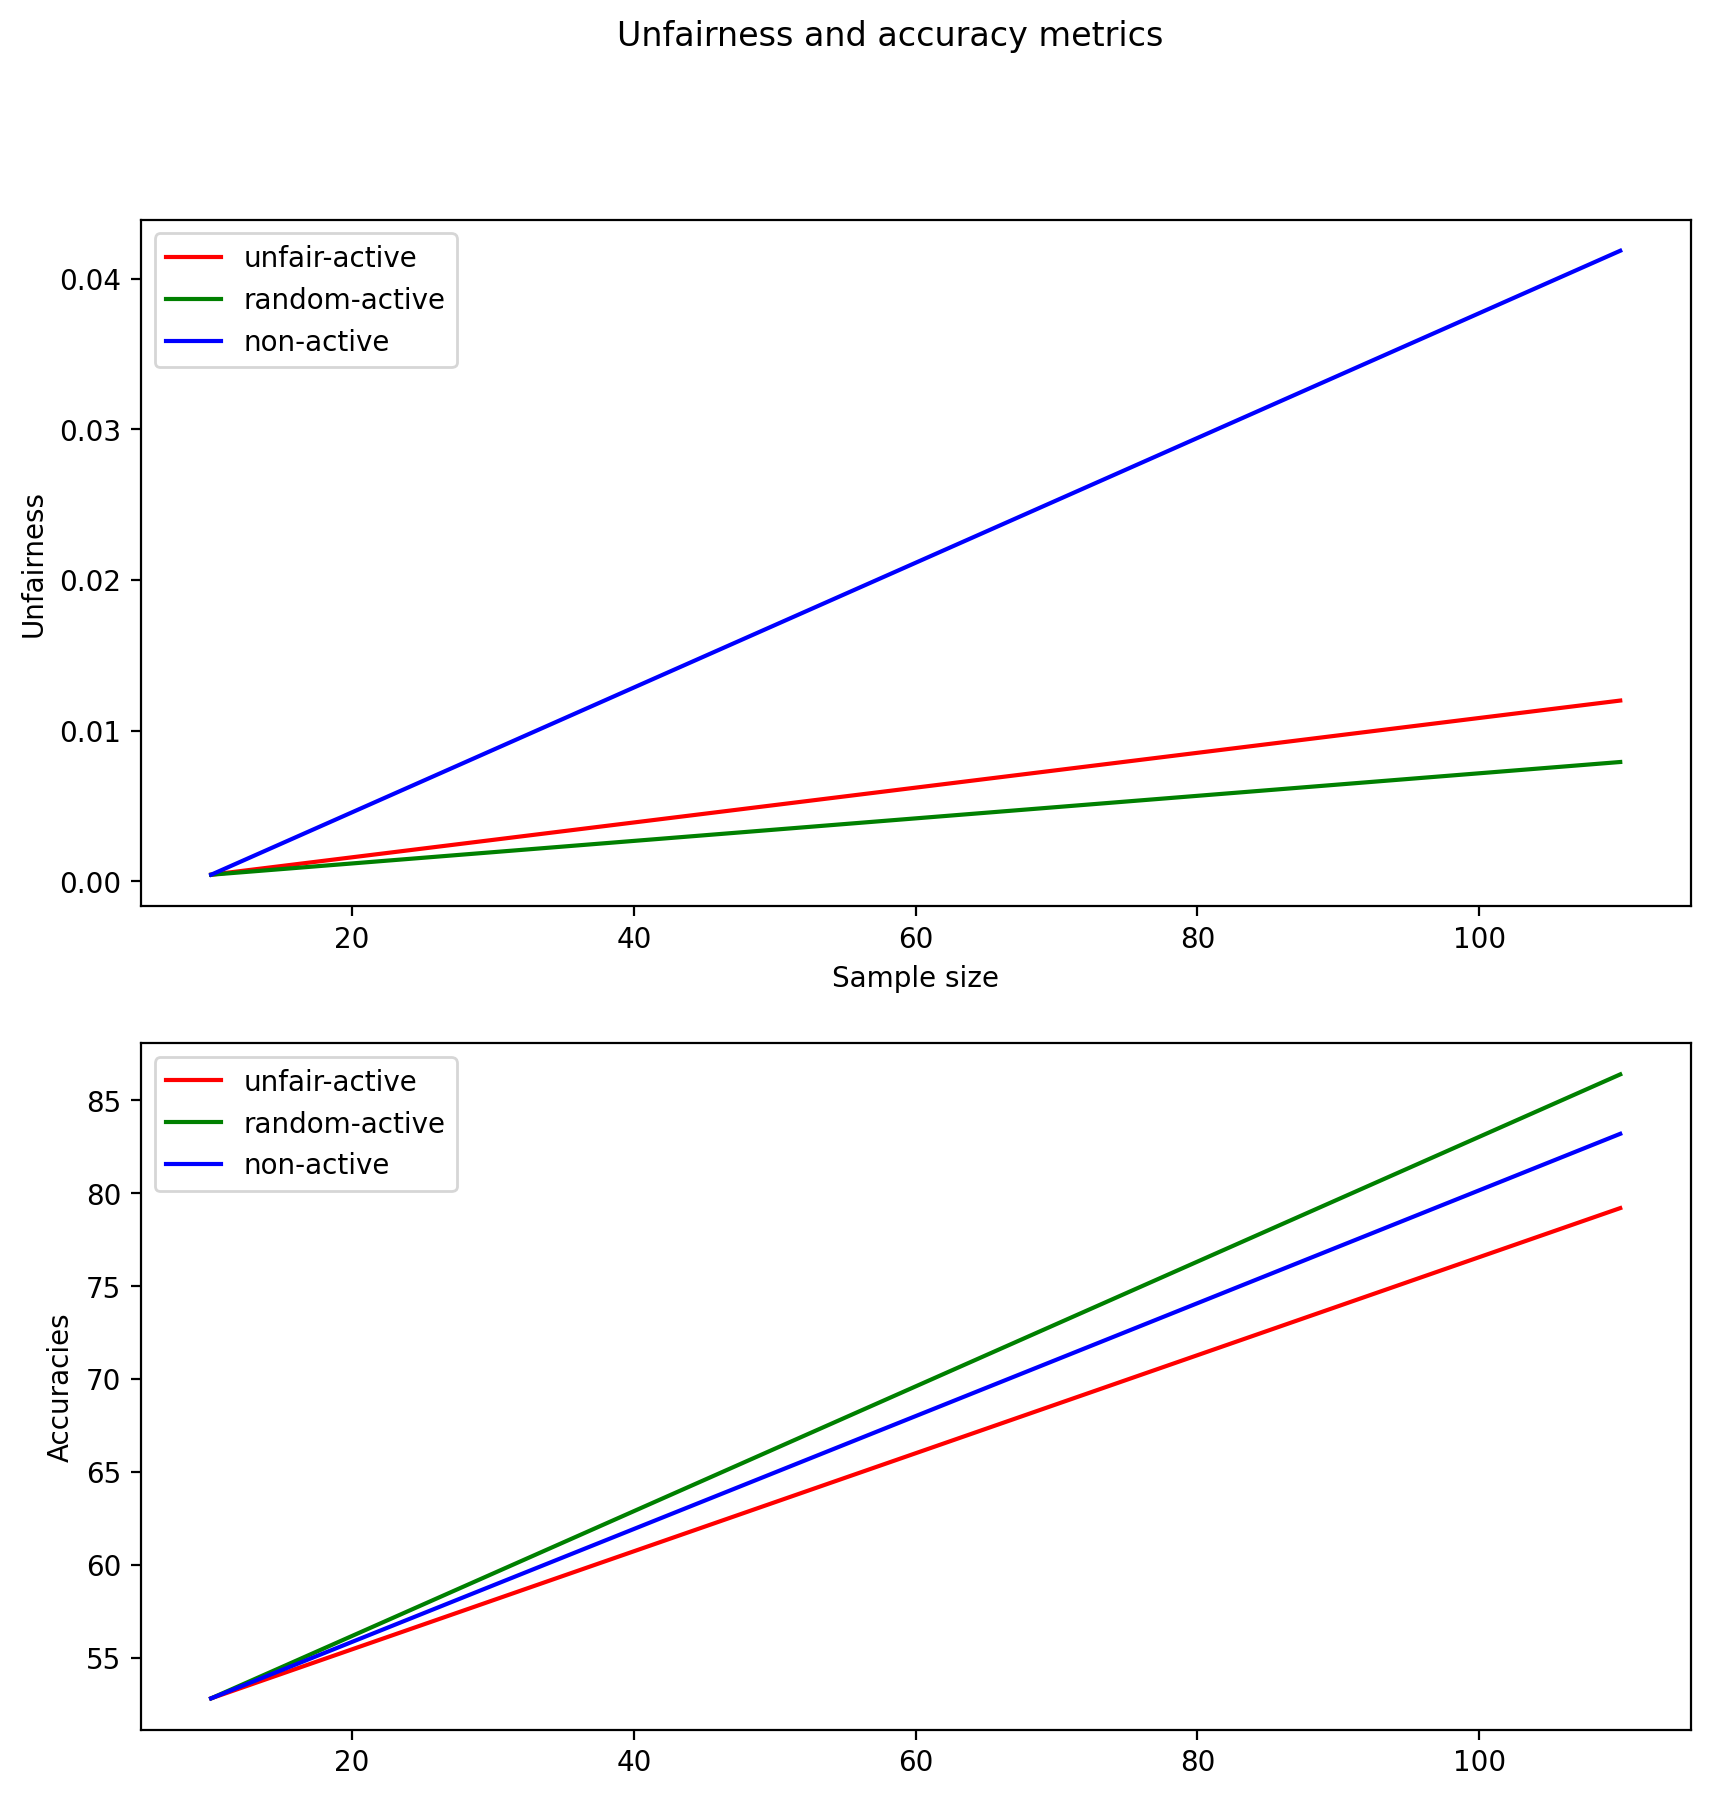 Unfairness and accuracy metrics
unfair-active
random-active
non-active
0.04
0.03
0.02
0.01
0.00
Unfairness
20 40 60 80 100
Sample size
unfair-active
random-active
non-active
85
80
75
70
65
60
55
Accuracies
20 40 60 80 100